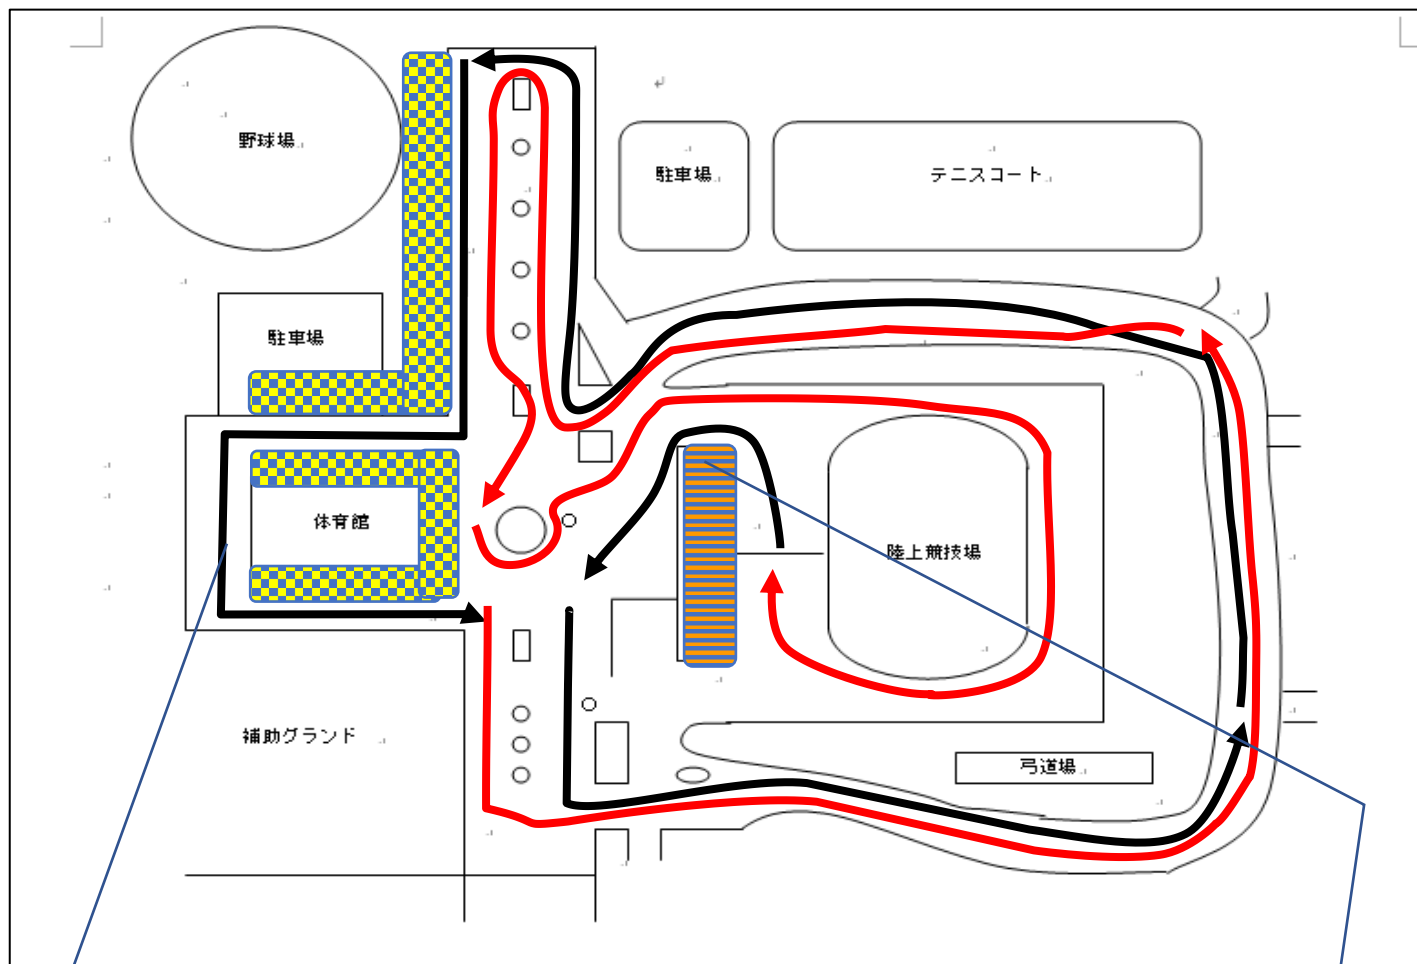 野球場
駐車場
テニスコート
駐車場
体育館
陸上競技場
補助グランド
弓道場